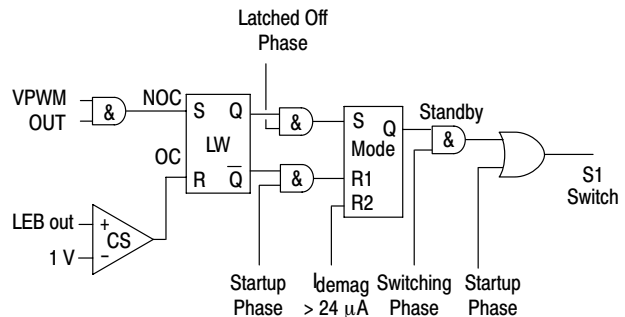 Latched Off
Phase
VPWM
OUT
&
NOC
OC
S
Q
LW
R
Q
&
&
S
Q
Mode
R1
R2
Standby
&
S1
Switch
LEB out
1 V
+
CS
−
Startup
Phase
Idemag
> 24 μA
Switching
Phase
Startup
Phase